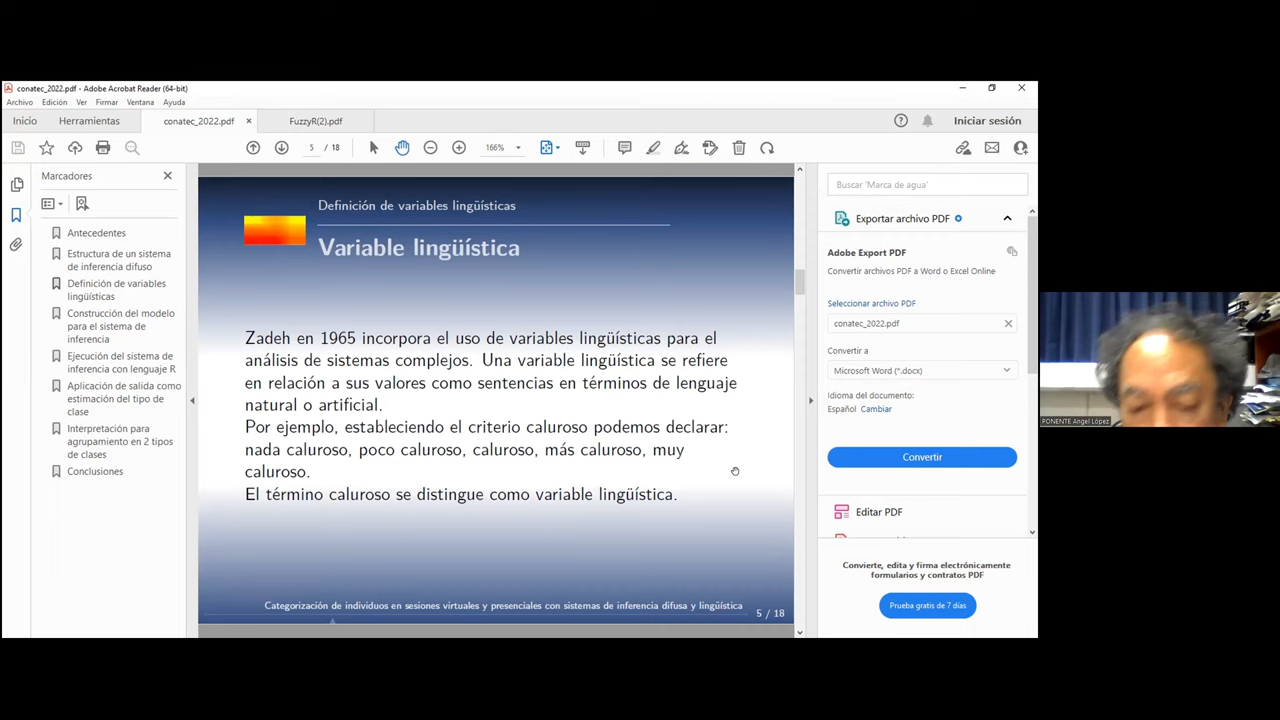 conatec_2022.pdf - Adobe Acrobat Reader (64-bit)
Archivo Edición Ver Firmar Ventana Ayuda
Inicio Herramientas conatec_2022.pdf × FuzzyR(2).pdf Iniciar sesión
5 / 18 166%
Marcadores
Antecedentes
Estructura de un sistema
de inferencia difuso
Definición de variables
lingüísticas
Construcción del modelo
para el sistema de
inferencia
Ejecución del sistema de
inferencia con lenguaje R
Aplicación de salida como
estimación del tipo de
clase
Interpretación para
agrupamiento en 2 tipos
de clases
Conclusiones
Definición de variables lingüísticas
Variable lingüística
Zadeh en 1965 incorpora el uso de variables lingüísticas para el
análisis de sistemas complejos. Una variable lingüística se refiere
en relación a sus valores como sentencias en términos de lenguaje
natural o artificial.
Por ejemplo, estableciendo el criterio caluroso podemos declarar:
nada caluroso, poco caluroso, caluroso, más caluroso, muy
caluroso.
El término caluroso se distingue como variable lingüística.
Categorización de individuos en sesiones virtuales y presenciales con sistemas de inferencia difusa y lingüística
5 / 18
Buscar 'Marca de agua'
Exportar archivo PDF
Adobe Export PDF
Convertir archivos PDF a Word o Excel Online
Seleccionar archivo PDF
conatec_2022.pdf
Convertir a
Microsoft Word (*.docx)
Idioma del documento:
Español Cambiar
Convertir
Editar PDF
Convierte, edita y firma electrónicamente
formularios y contratos PDF
Prueba gratis de 7 días
PONENTE Angel López